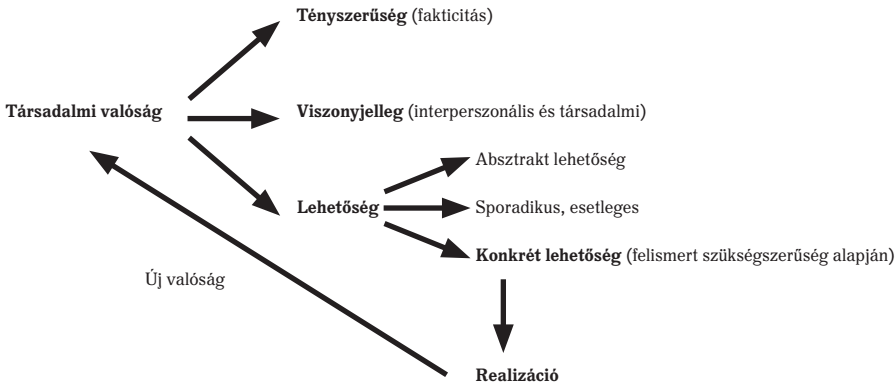 Tényszerűség (fakticitás)
Társadalmi valóság
Viszonyjelleg (interperszonális és társadalmi)
Absztrakt lehetőség
Lehetőség
Sporadikus, esetleges
Konkrét lehetőség (felismert szükségszerűség alapján)
Új valóság
Realizáció